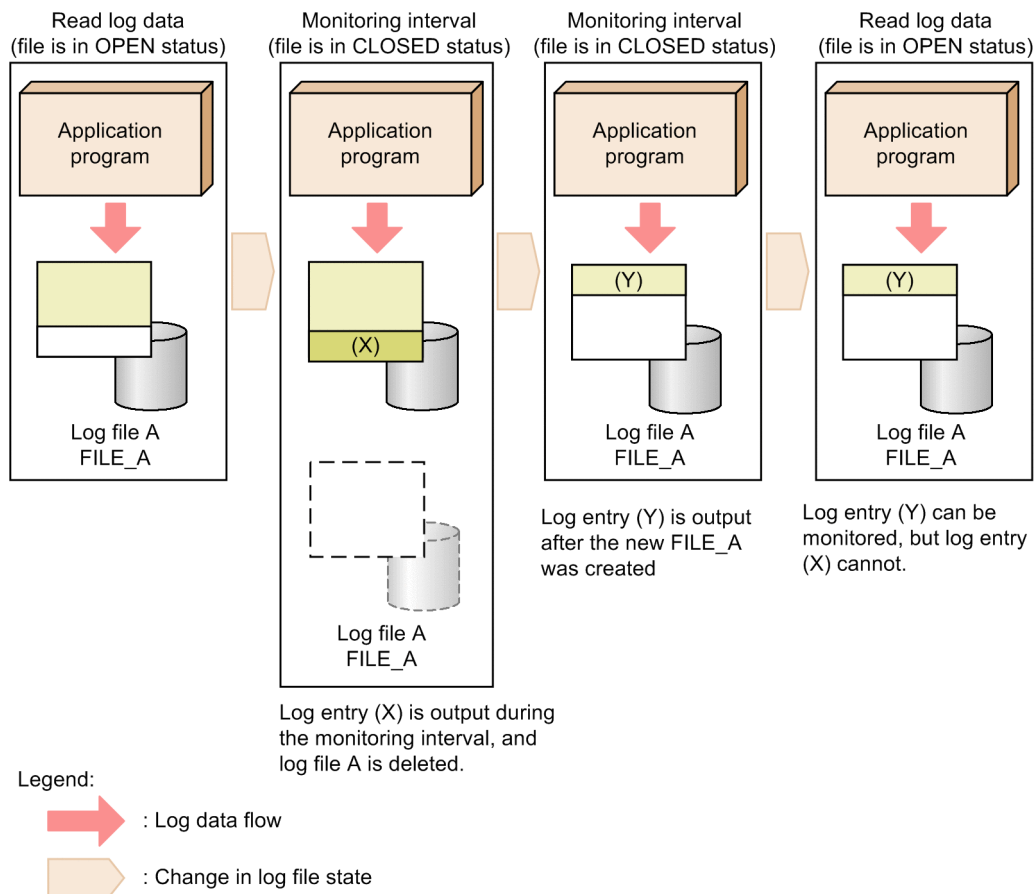 Read log data
(file is in OPEN status)
Application
program
Log file A
FILE_A
Monitoring interval
(file is in CLOSED status)
Application
program
(X)
Log file A
FILE_A
Log file A
FILE_A
Log entry (X) is output during
the monitoring interval, and
log file A is deleted.
Monitoring interval
(file is in CLOSED status)
Application
program
(Y)
Log file A
FILE_A
Log entry (Y) is output
after the new FILE_A
was created
Read log data
(file is in OPEN status)
Application
program
(Y)
Log file A
FILE_A
Log entry (Y) can be
monitored, but log entry
(X) cannot.
Legend:
: Log data flow
: Change in log file state